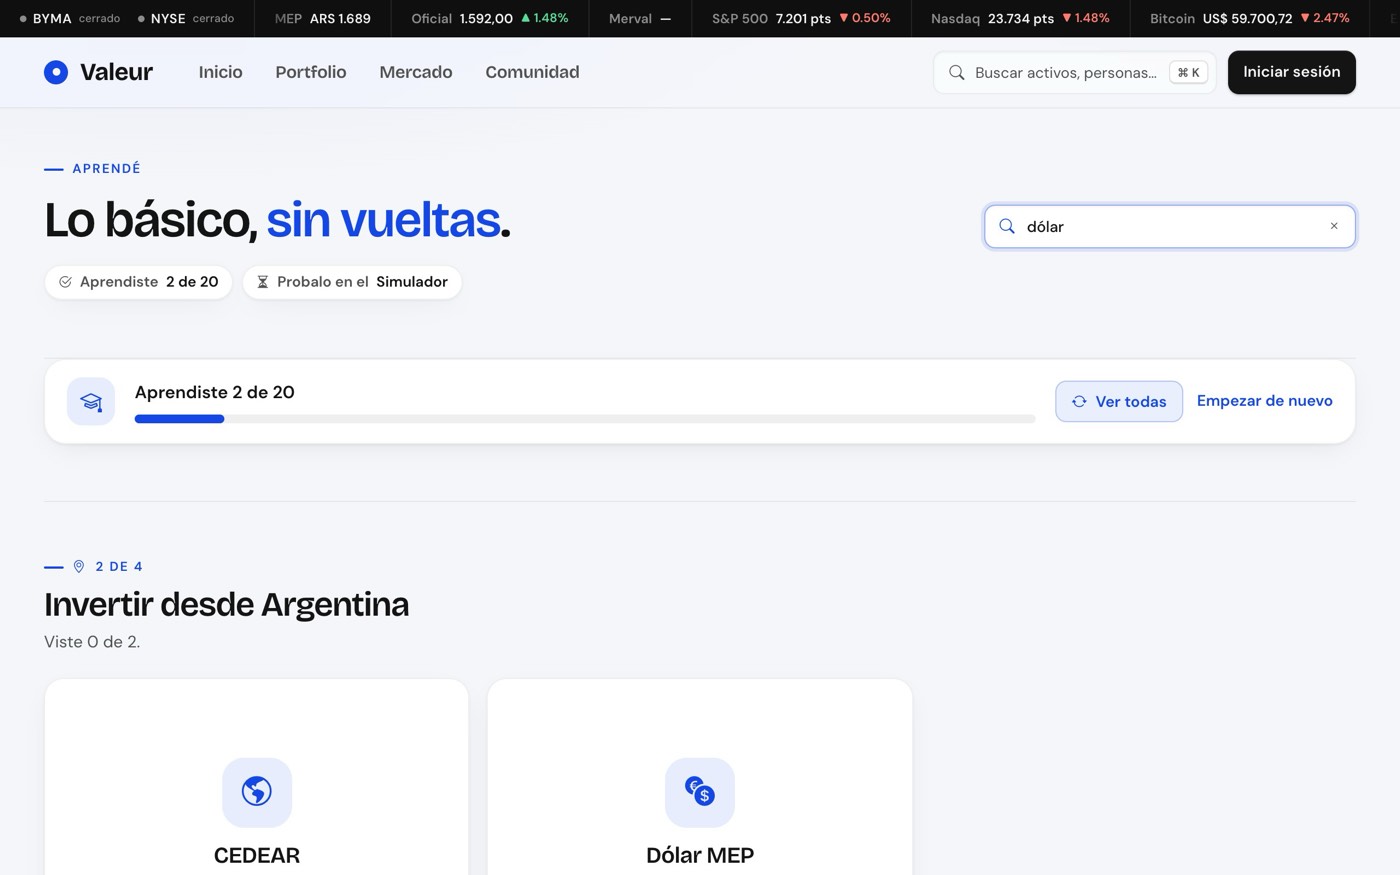 BYMA cerrado NYSE cerrado MEP ARS 1.689 Oficial 1.592,00 ▲ 1.48% Merval — S&P 500 7.201 pts ▼ 0.50% Nasdaq 23.734 pts ▼ 1.48% Bitcoin US$ 59.700,72 ▼ 2.47%
Valeur Inicio Portfolio Mercado Comunidad Buscar activos, personas... ⌘ K Iniciar sesión
APRENDÉ
Lo básico, sin vueltas.
dólar ×
Aprendiste 2 de 20 Probalo en el Simulador
Aprendiste 2 de 20
Ver todas Empezar de nuevo
2 DE 4
Invertir desde Argentina
Viste 0 de 2.
CEDEAR Dólar MEP